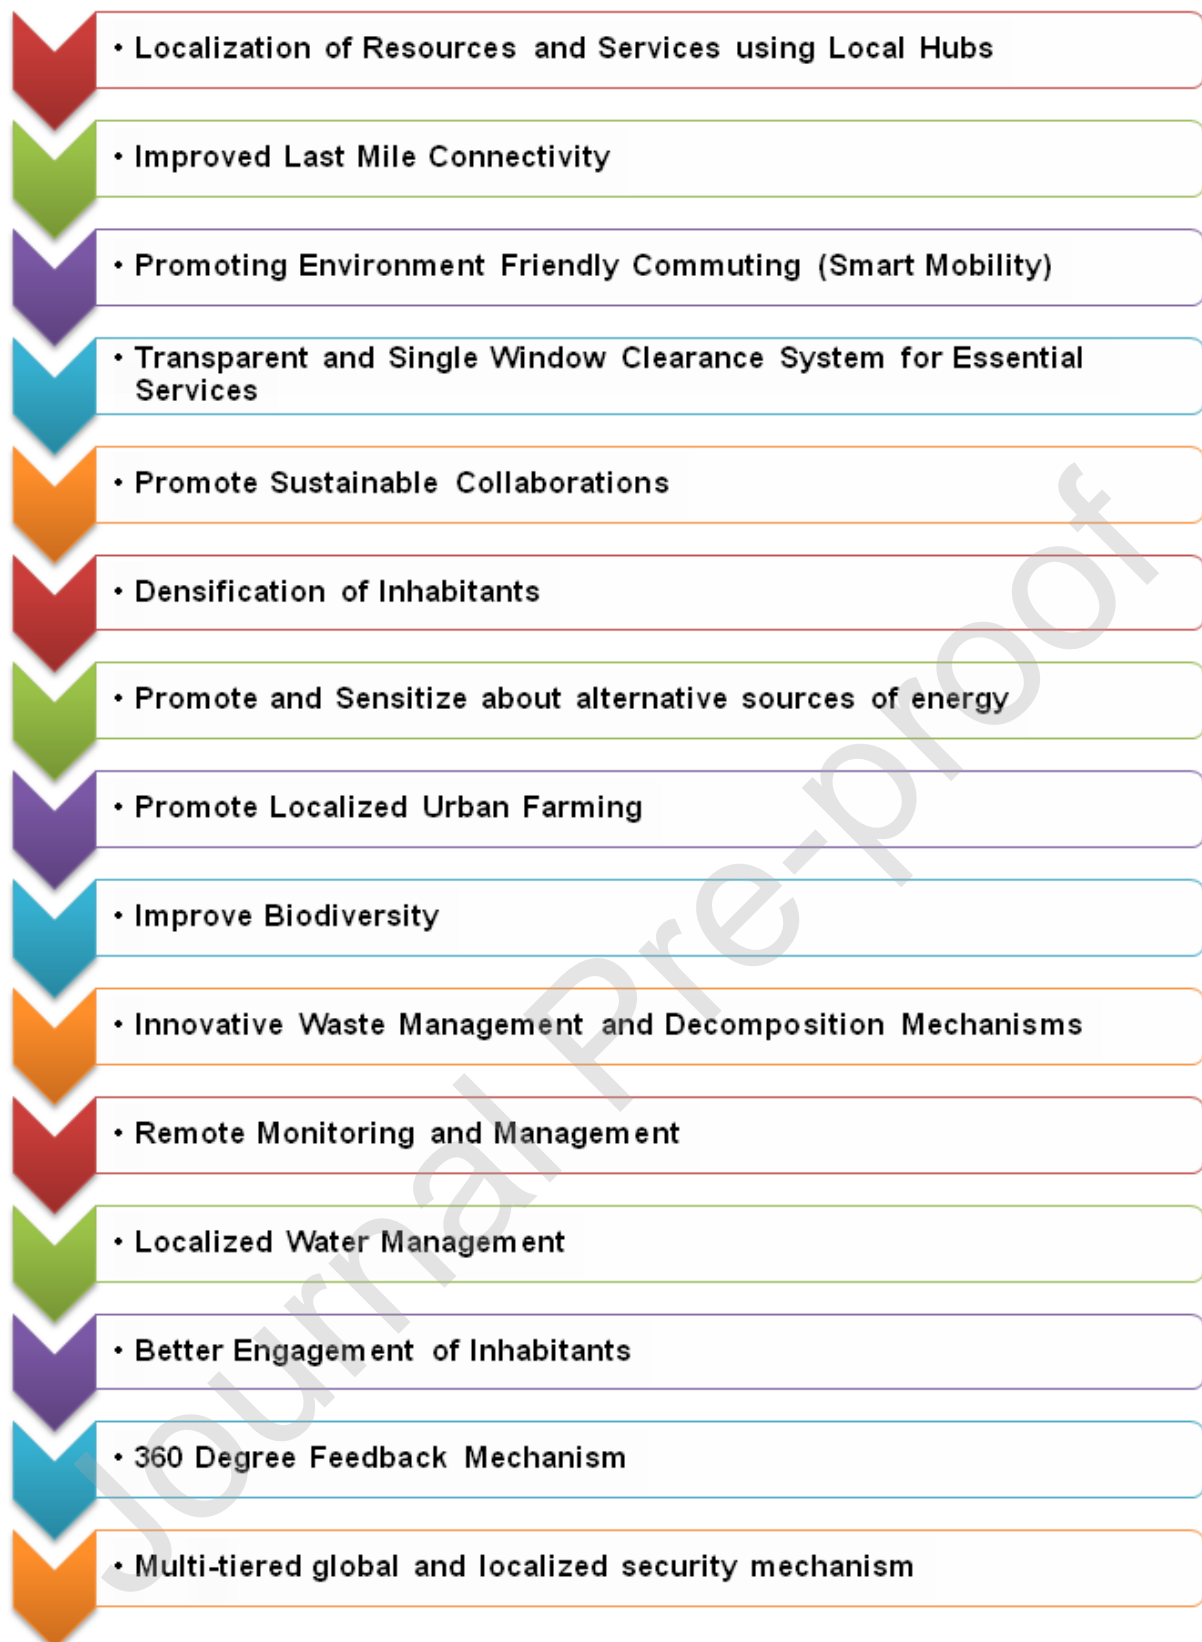 • Localization of Resources and Services using Local Hubs
• Improved Last Mile Connectivity
• Promoting Environment Friendly Commuting (Smart Mobility)
• Transparent and Single Window Clearance System for Essential
Services
• Promote Sustainable Collaborations
• Densification of Inhabitants
• Promote and Sensitize about alternative sources of energy
• Promote Localized Urban Farming
• Improve Biodiversity
• Innovative Waste Management and Decomposition Mechanisms
• Remote Monitoring and Management
• Localized Water Management
• Better Engagement of Inhabitants
• 360 Degree Feedback Mechanism
• Multi-tiered global and localized security mechanism
Journal Pre-proof